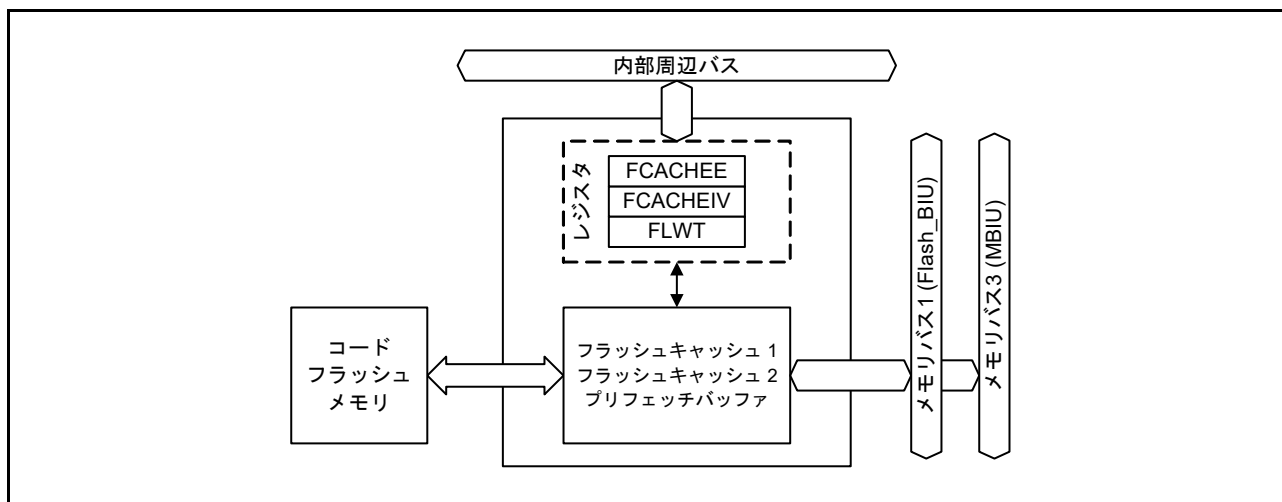 内部周辺バス
レジスタ
FCACHEE
FCACHEIV
FLWT
コード
フラッシュ
メモリ
フラッシュキャッシュ 1
フラッシュキャッシュ 2
プリフェッチバッファ
メモリバス1 (Flash_BIU)
メモリバス3 (MBIU)